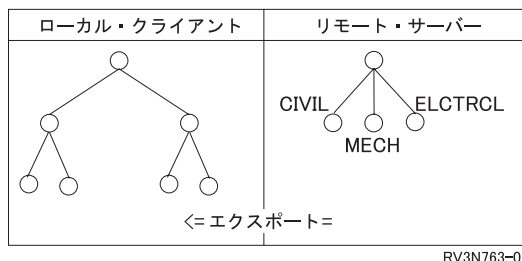 ローカル・クライアント
リモート・サーバー
CIVIL
ELCTRCL
MECH
<=エクスポート=
RV3N763-0